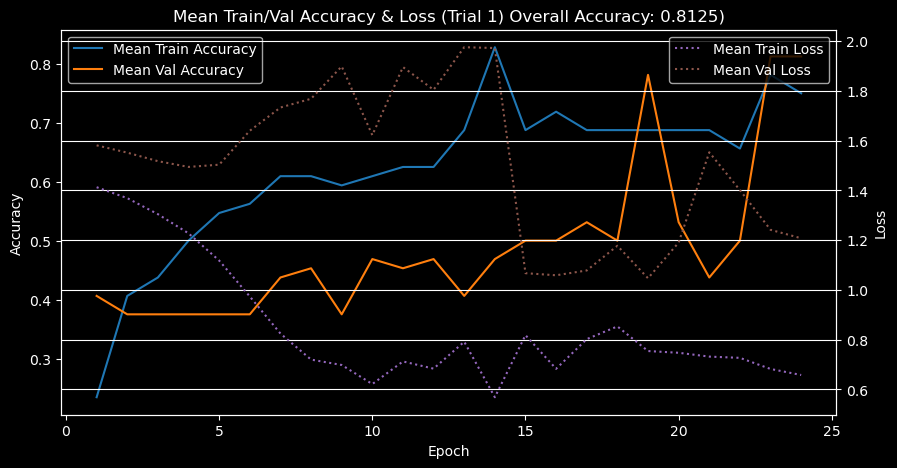 Mean Train/Val Accuracy & Loss (Trial 1) Overall Accuracy: 0.8125)
Mean Train Accuracy
Mean Val Accuracy
Mean Train Loss
Mean Val Loss
Accuracy
0.8
0.7
0.6
0.5
0.4
0.3
2.0
1.8
1.6
1.4
1.2
1.0
0.8
0.6
Loss
0
5
10
15
20
25
Epoch